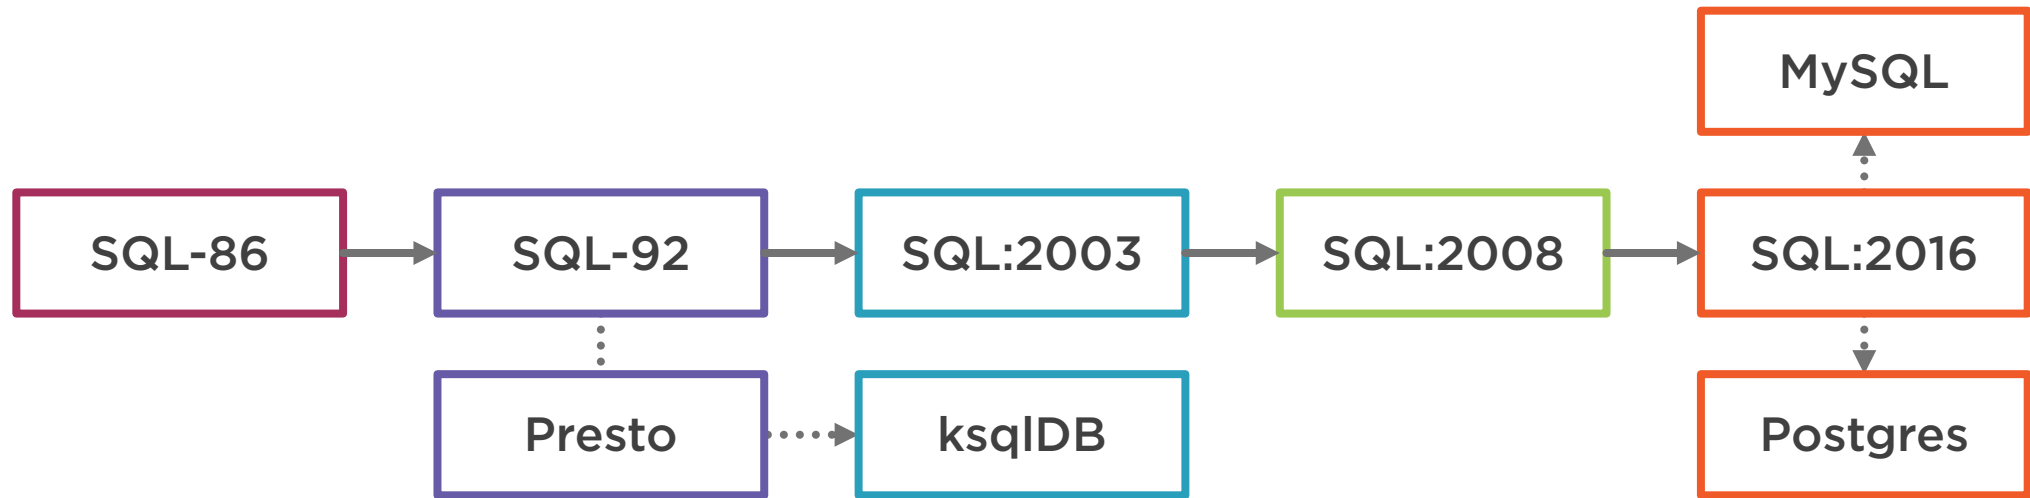 MySQL
SQL-86
SQL-92
SQL:2003
SQL:2008
SQL:2016
Presto
ksqlDB
Postgres